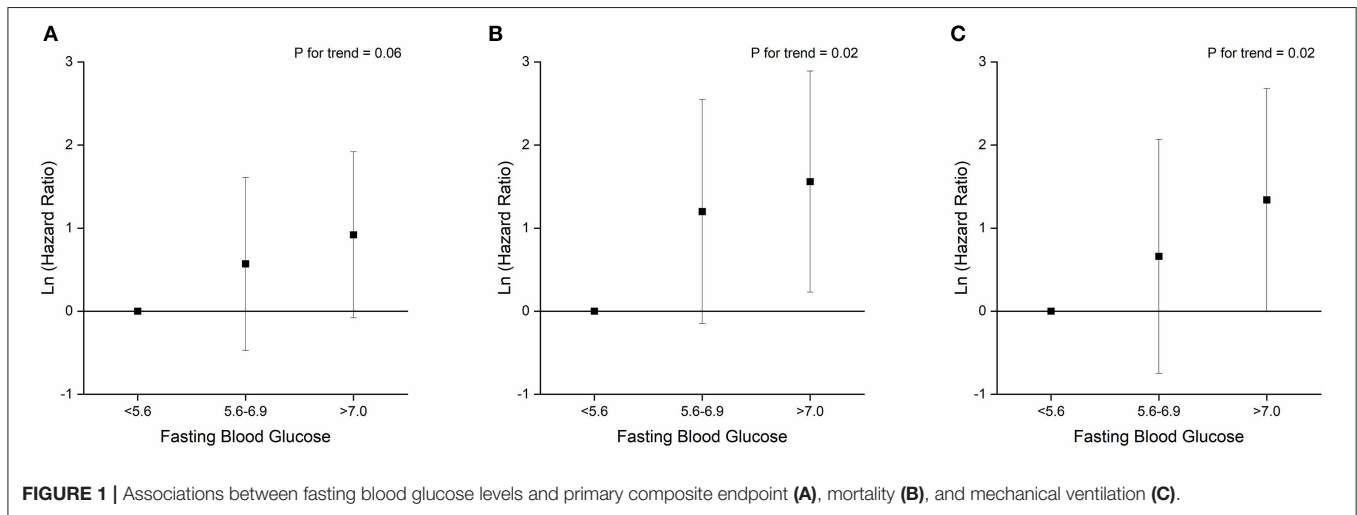 A
P for trend = 0.06
3
2
1
0
-1
Ln (Hazard Ratio)
<5.6
5.6-6.9
>7.0
Fasting Blood Glucose
B
P for trend = 0.02
3
2
1
0
-1
Ln (Hazard Ratio)
<5.6
5.6-6.9
>7.0
Fasting Blood Glucose
C
P for trend = 0.02
3
2
1
0
-1
Ln (Hazard Ratio)
<5.6
5.6-6.9
>7.0
Fasting Blood Glucose
FIGURE 1 | Associations between fasting blood glucose levels and primary composite endpoint (A), mortality (B), and mechanical ventilation (C).